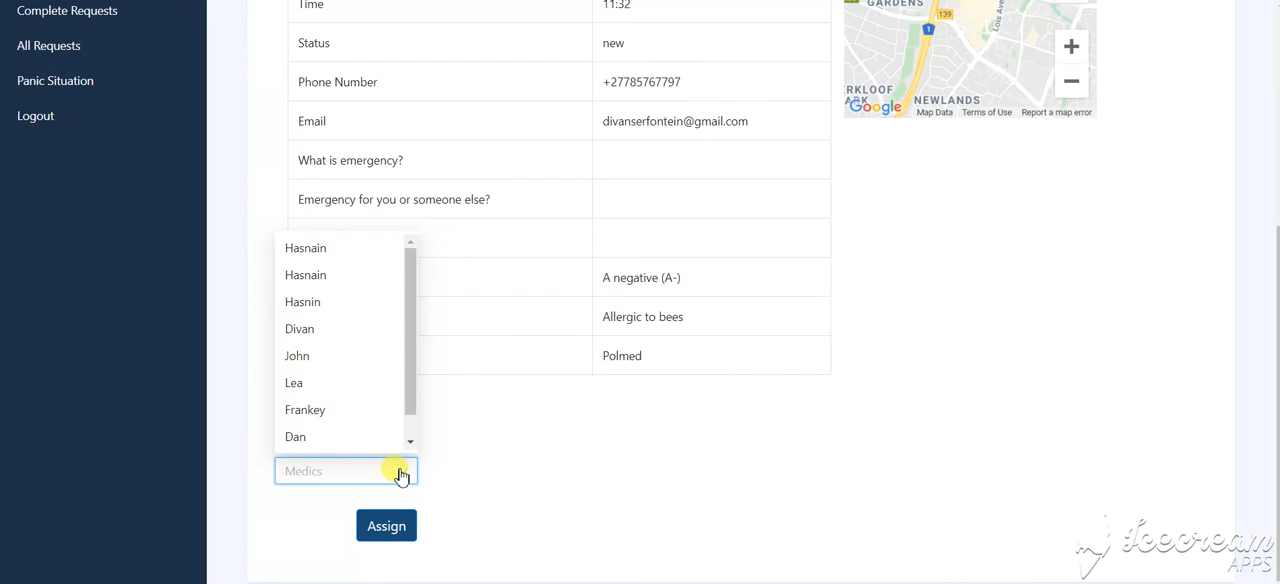 Complete Requests
All Requests
Panic Situation
Logout
Time 11:32
Status new
Phone Number +27785767797
Email divanserfontein@gmail.com
What is emergency?
Emergency for you or someone else?
A negative (A-)
Allergic to bees
Polmed
Hasnain
Hasnain
Hasnin
Divan
John
Lea
Frankey
Dan
Medics
Assign
GARDENS
139
1
Lois Ave
NEWLANDS
Google
Map Data Terms of Use Report a map error
Icecream
APPS